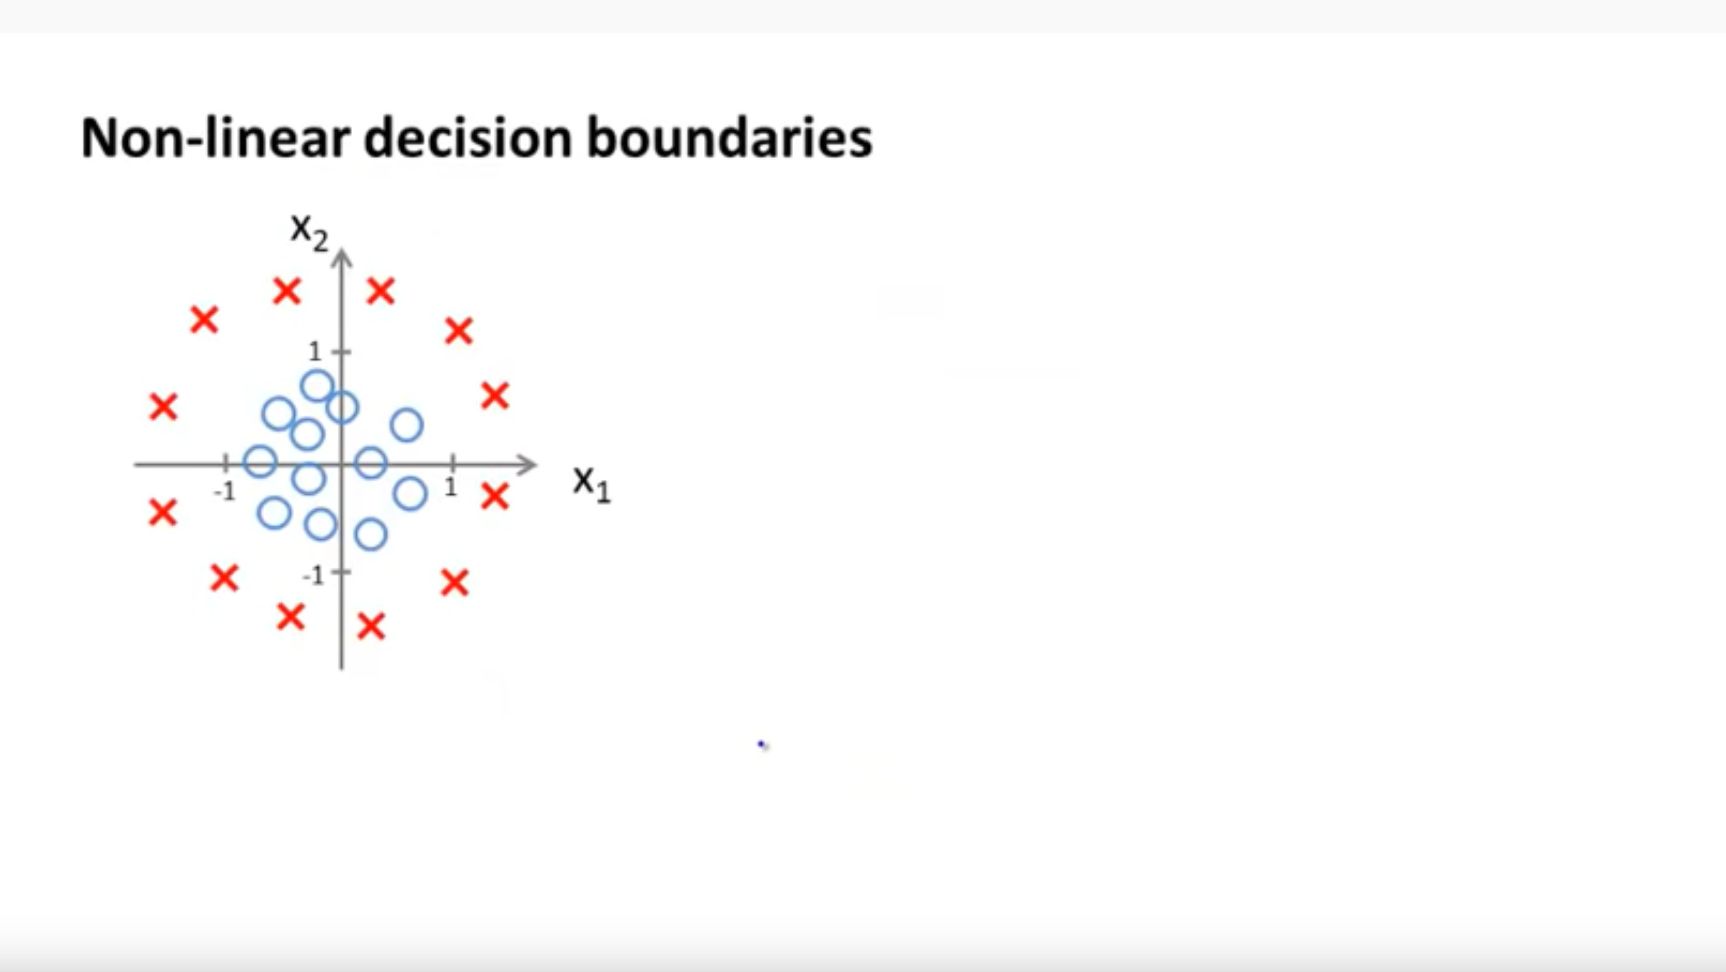 Non-linear decision boundaries
x₂
1
-1
1
x₁
-1